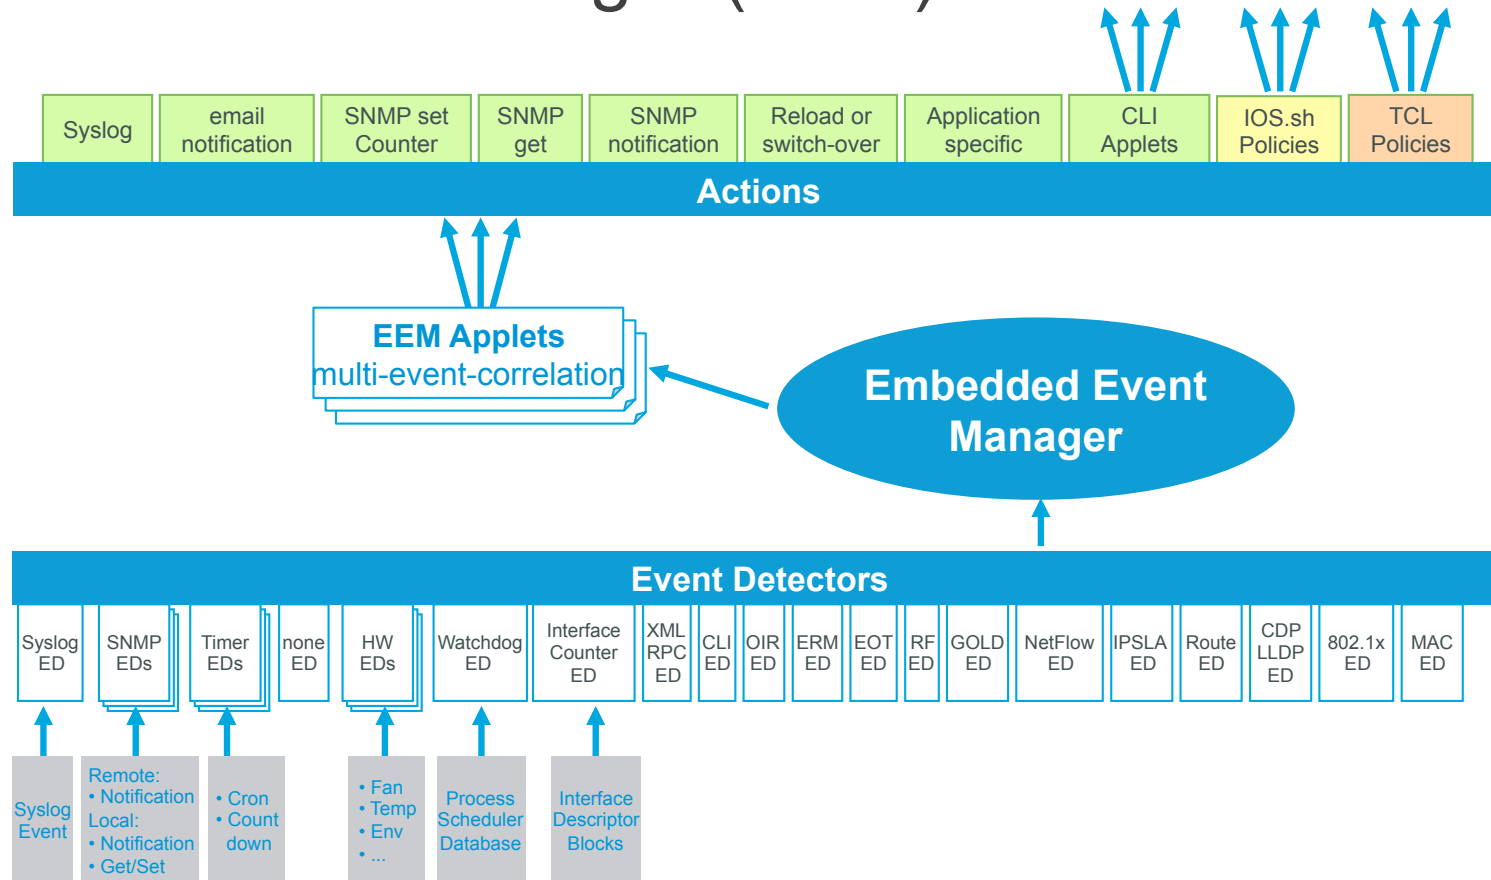 Syslog
email
notification
SNMP set
Counter
SNMP
get
SNMP
notification
Reload or
switch-over
Application
specific
CLI
Applets
IOS.sh
Policies
TCL
Policies
Actions
EEM Applets
multi-event-correlation
Embedded Event
Manager
Event Detectors
Syslog
ED
SNMP
EDs
Timer
EDs
none
ED
HW
EDs
Watchdog
ED
Interface
Counter
ED
XML
RPC
ED
CLI
ED
OIR
ED
ERM
ED
EOT
ED
RF
ED
GOLD
ED
NetFlow
ED
IPSLA
ED
Route
ED
CDP
LLDP
ED
802.1x
ED
MAC
ED
Syslog
Event
Remote:
• Notification
Local:
• Notification
• Get/Set
• Cron
• Count
down
• Fan
• Temp
• Env
• ...
Process
Scheduler
Database
Interface
Descriptor
Blocks